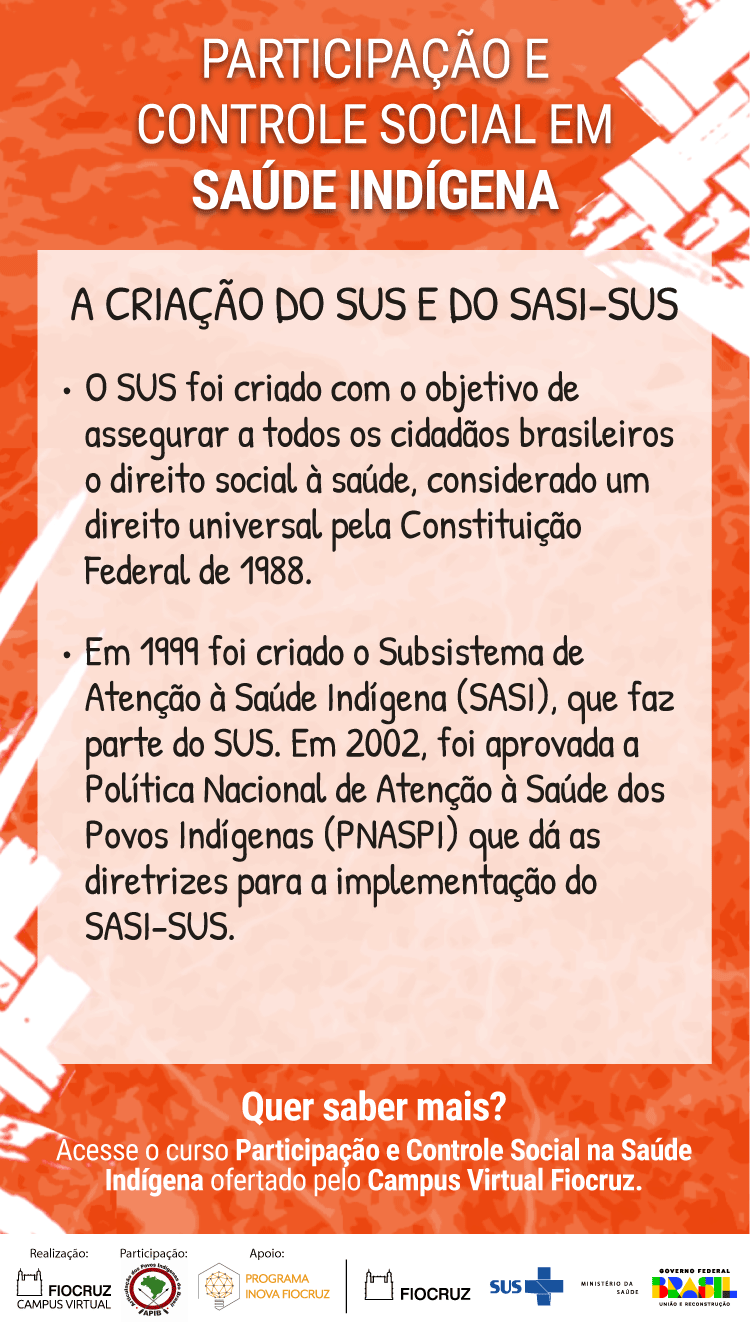 PARTICIPAÇÃO E
CONTROLE SOCIAL EM
SAÚDE INDÍGENA
A CRIAÇÃO DO SUS E DO SASI-SUS
• O SUS foi criado com o objetivo de
assegurar a todos os cidadãos brasileiros
o direito social à saúde, considerado um
direito universal pela Constituição
Federal de 1988.
• Em 1999 foi criado o Subsistema de
Atenção à Saúde Indígena (SASI), que faz
parte do SUS. Em 2002, foi aprovada a
Política Nacional de Atenção à Saúde dos
Povos Indígenas (PNASPI) que dá as
diretrizes para a implementação do
SASI-SUS.
Quer saber mais?
Acesse o curso Participação e Controle Social na Saúde
Indígena ofertado pelo Campus Virtual Fiocruz.
Realização:
FIOCRUZ
CAMPUS VIRTUAL
Participação:
Articulação dos Povos Indígenas do Brasil
APIB
Apoio:
PROGRAMA
INOVA FIOCRUZ
FIOCRUZ
SUS
MINISTÉRIO DA
SAÚDE
GOVERNO FEDERAL
BRASIL
UNIÃO E RECONSTRUÇÃO